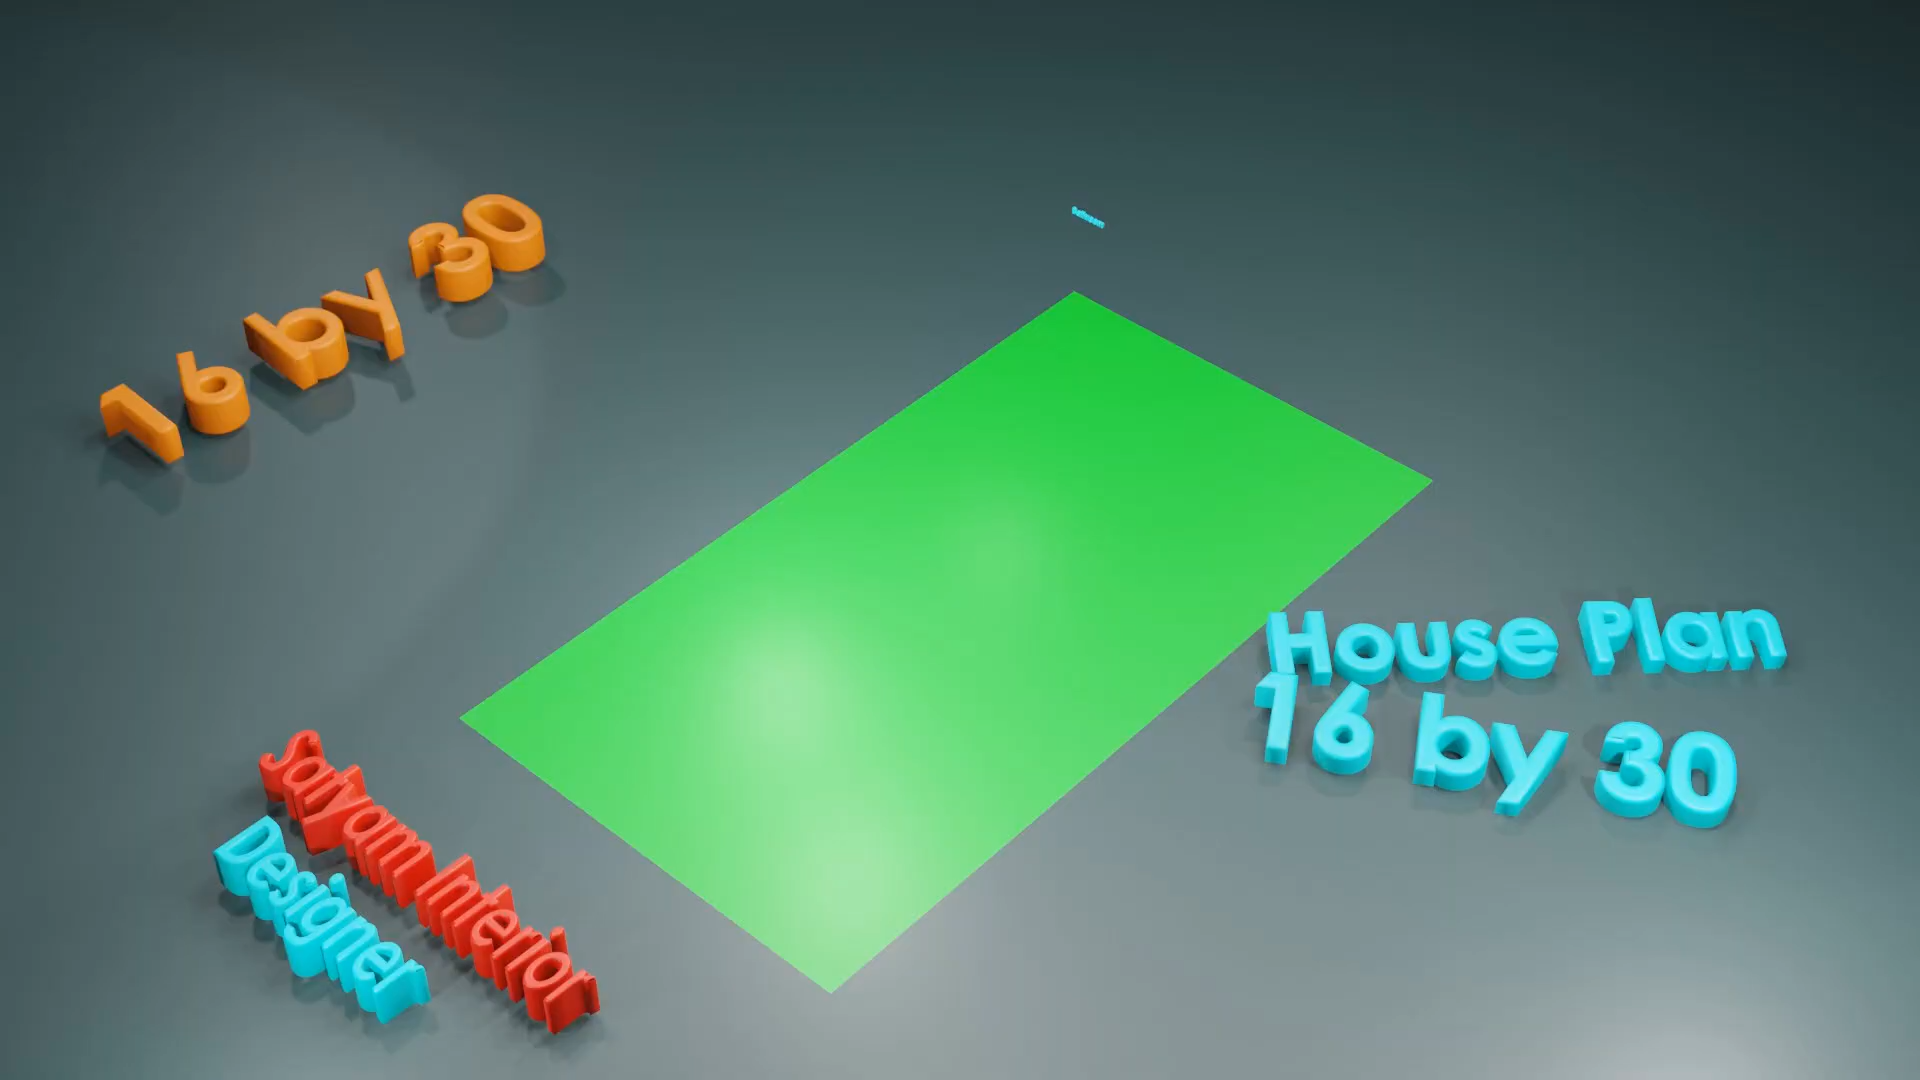 16 by 30
House Plan
16 by 30
Satyam Interior
Designer